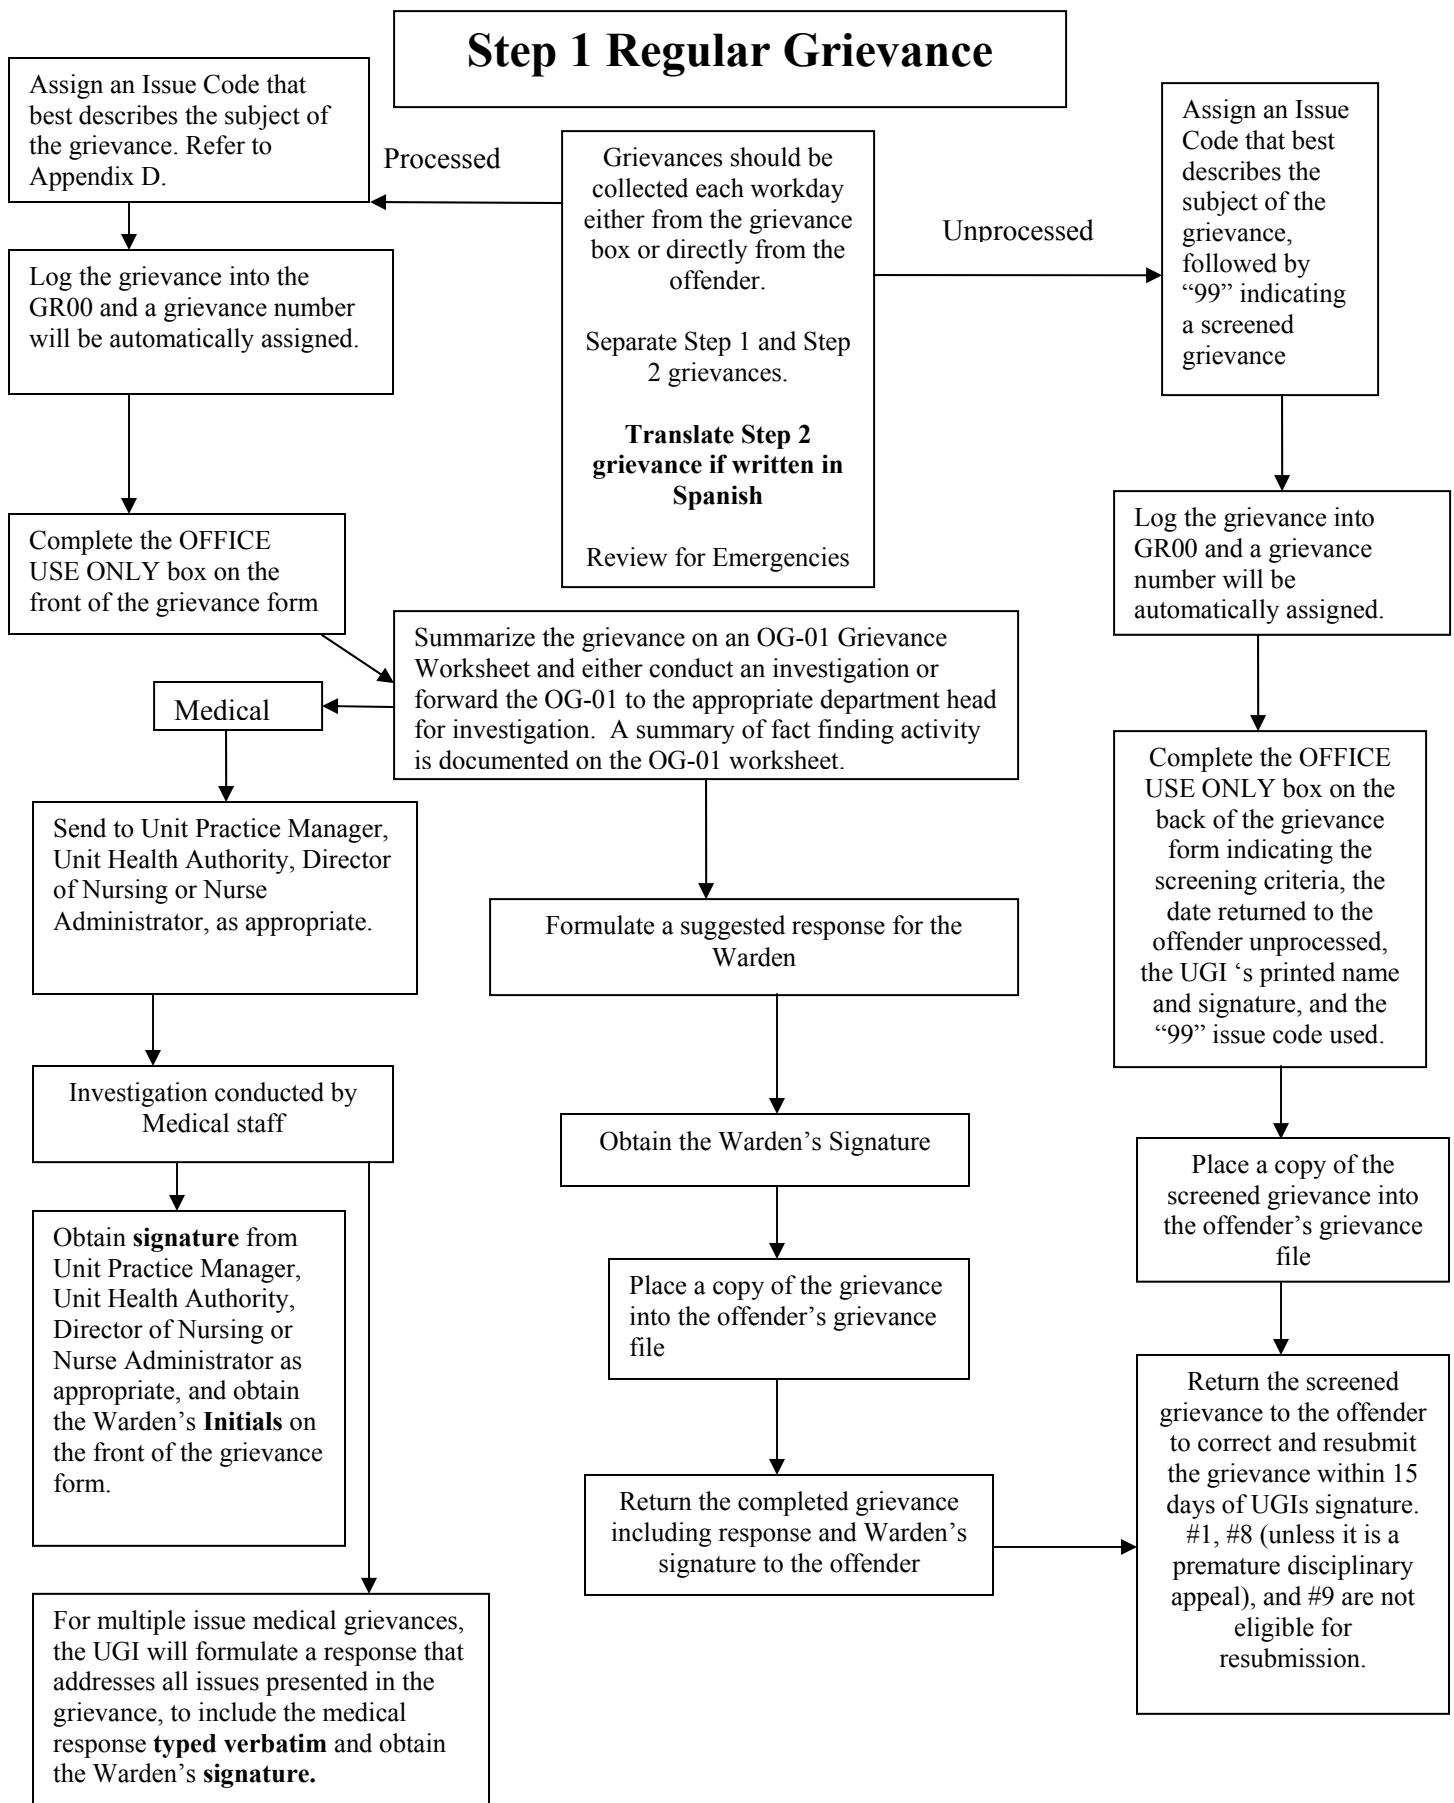 Step 1 Regular Grievance
Assign an Issue Code that
best describes the subject of
the grievance. Refer to
Appendix D.
Processed
Grievances should be
collected each workday
either from the grievance
box or directly from the
offender.
Separate Step 1 and Step
2 grievances.
Translate Step 2
grievance if written in
Spanish
Review for Emergencies
Unprocessed
Assign an Issue
Code that best
describes the
subject of the
grievance,
followed by
“99” indicating
a screened
grievance
Log the grievance into the
GR00 and a grievance number
will be automatically assigned.
Complete the OFFICE
USE ONLY box on the
front of the grievance form
Log the grievance into
GR00 and a grievance
number will be
automatically assigned.
Summarize the grievance on an OG-01 Grievance
Worksheet and either conduct an investigation or
forward the OG-01 to the appropriate department head
for investigation.  A summary of fact finding activity
is documented on the OG-01 worksheet.
Medical
Send to Unit Practice Manager,
Unit Health Authority, Director
of Nursing or Nurse
Administrator, as appropriate.
Formulate a suggested response for the
Warden
Complete the OFFICE
USE ONLY box on the
back of the grievance
form indicating the
screening criteria, the
date returned to the
offender unprocessed,
the UGI ‘s printed name
and signature, and the
“99” issue code used.
Investigation conducted by
Medical staff
Obtain the Warden’s Signature
Place a copy of the
screened grievance into
the offender’s grievance
file
Obtain signature from
Unit Practice Manager,
Unit Health Authority,
Director of Nursing or
Nurse Administrator as
appropriate, and obtain
the Warden’s Initials on
the front of the grievance
form.
Place a copy of the grievance
into the offender’s grievance
file
Return the completed grievance
including response and Warden’s
signature to the offender
Return the screened
grievance to the offender
to correct and resubmit
the grievance within 15
days of UGIs signature.
#1, #8 (unless it is a
premature disciplinary
appeal), and #9 are not
eligible for
resubmission.
For multiple issue medical grievances,
the UGI will formulate a response that
addresses all issues presented in the
grievance, to include the medical
response typed verbatim and obtain
the Warden’s signature.